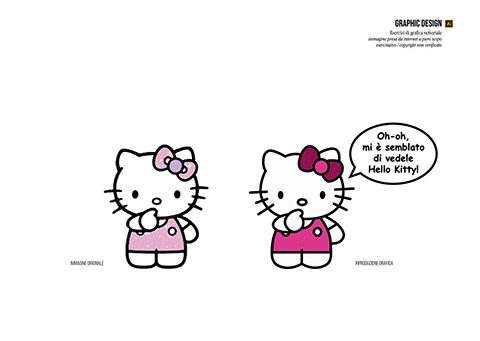 GRAPHIC DESIGN Ai
Esercizi di grafica vettoriale
immagine presa da Internet a puro scopo
esercitativo / copyright non verificato
Oh-oh,
mi è semblato
di vedele
Hello Kitty!
IMMAGINE ORIGINALE
RIPRODUZIONE GRAFICA